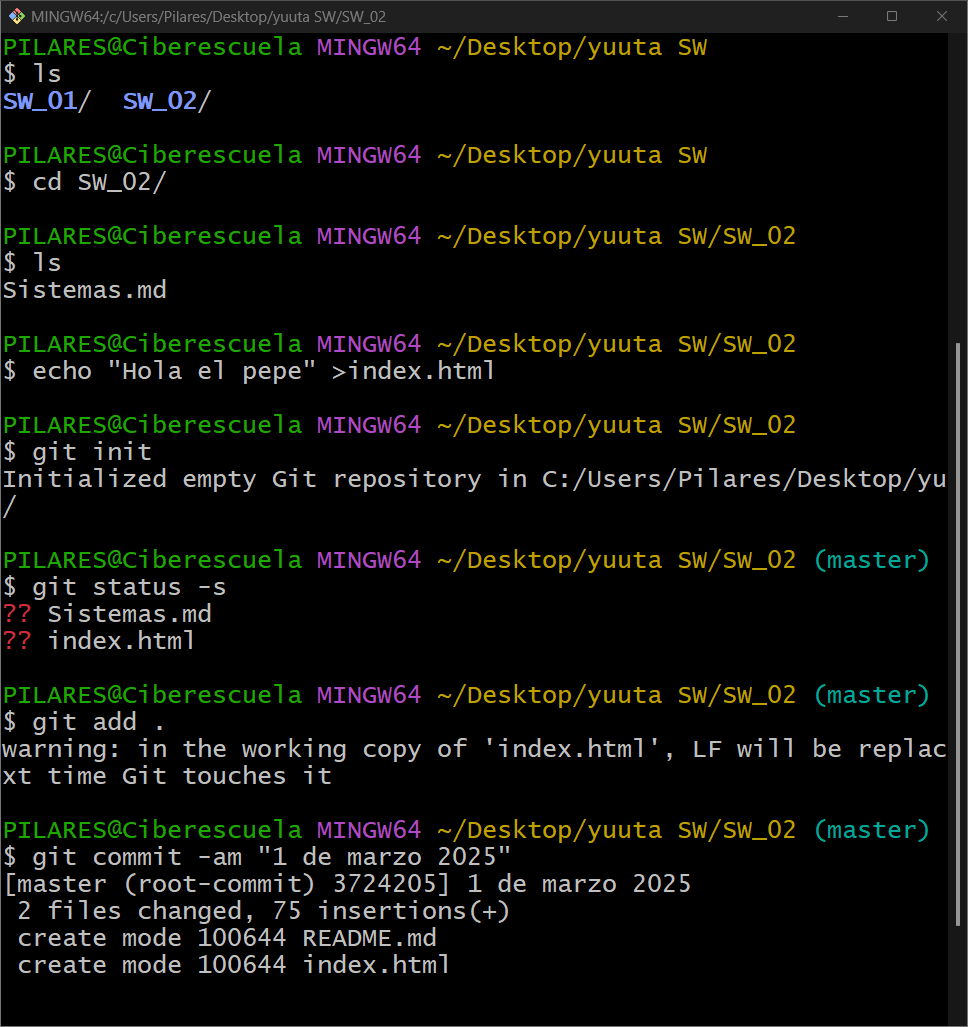 MINGW64:/c/Users/Pilares/Desktop/yuuta SW/SW_02
PILARES@Ciberescuela MINGW64 ~/Desktop/yuuta SW
$ ls
SW_01/  SW_02/
PILARES@Ciberescuela MINGW64 ~/Desktop/yuuta SW
$ cd SW_02/
PILARES@Ciberescuela MINGW64 ~/Desktop/yuuta SW/SW_02
$ ls
Sistemas.md
PILARES@Ciberescuela MINGW64 ~/Desktop/yuuta SW/SW_02
$ echo "Hola el pepe" >index.html
PILARES@Ciberescuela MINGW64 ~/Desktop/yuuta SW/SW_02
$ git init
Initialized empty Git repository in C:/Users/Pilares/Desktop/yu
/
PILARES@Ciberescuela MINGW64 ~/Desktop/yuuta SW/SW_02 (master)
$ git status -s
?? Sistemas.md
?? index.html
PILARES@Ciberescuela MINGW64 ~/Desktop/yuuta SW/SW_02 (master)
$ git add .
warning: in the working copy of 'index.html', LF will be replac
xt time Git touches it
PILARES@Ciberescuela MINGW64 ~/Desktop/yuuta SW/SW_02 (master)
$ git commit -am "1 de marzo 2025"
[master (root-commit) 3724205] 1 de marzo 2025
 2 files changed, 75 insertions(+)
 create mode 100644 README.md
 create mode 100644 index.html